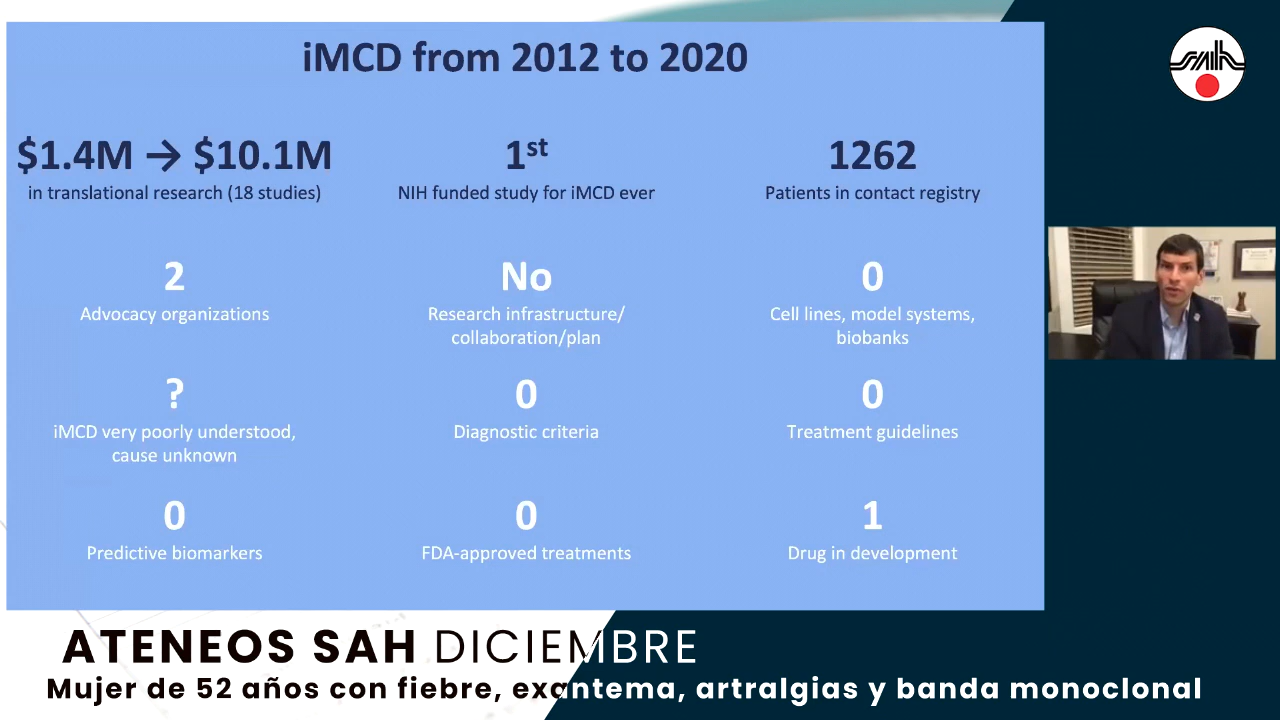 iMCD from 2012 to 2020
$1.4M → $10.1M
in translational research (18 studies)
1st
NIH funded study for iMCD ever
1262
Patients in contact registry
2
Advocacy organizations
No
Research infrastructure/
collaboration/plan
0
Cell lines, model systems,
biobanks
?
iMCD very poorly understood,
cause unknown
0
Diagnostic criteria
0
Treatment guidelines
0
Predictive biomarkers
0
FDA-approved treatments
1
Drug in development
ATENEOS SAH DICIEMBRE
Mujer de 52 años con fiebre, exantema, artralgias y banda monoclonal